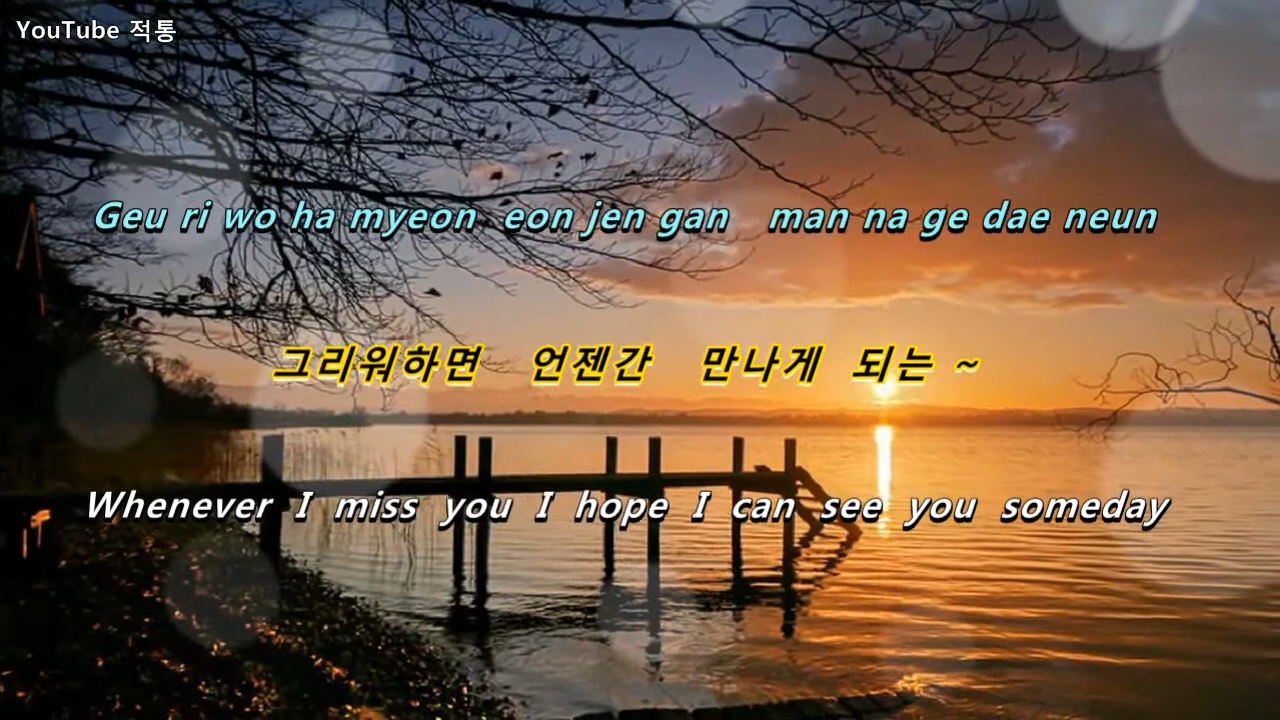 YouTube 적통
Geu ri wo ha myeon eon jen gan man na ge dae neun
그리워하면 언젠간 만나게 되는 ~
Whenever I miss you I hope I can see you someday